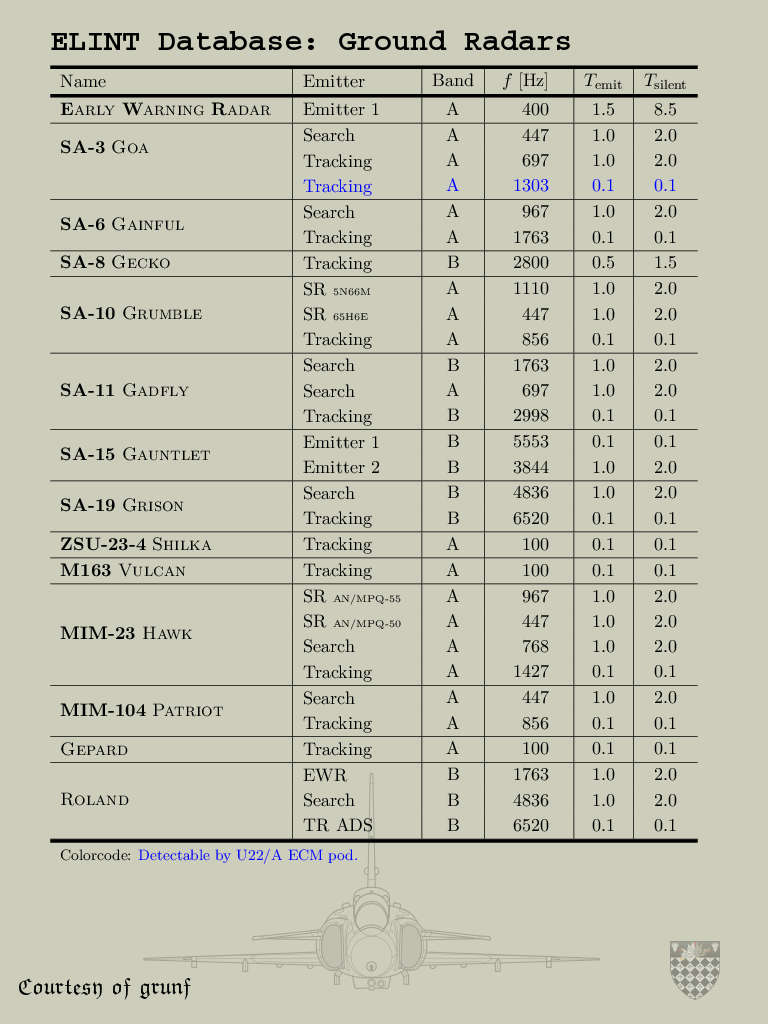 ELINT Database: Ground Radars
Name Emitter Band f [Hz] T_emit T_silent
Early Warning Radar Emitter 1 A 400 1.5 8.5
SA-3 Goa Search A 447 1.0 2.0
Tracking A 697 1.0 2.0
Tracking A 1303 0.1 0.1
SA-6 Gainful Search A 967 1.0 2.0
Tracking A 1763 0.1 0.1
SA-8 Gecko Tracking B 2800 0.5 1.5
SR 5N66M A 1110 1.0 2.0
SA-10 Grumble SR 65H6E A 447 1.0 2.0
Tracking A 856 0.1 0.1
Search B 1763 1.0 2.0
SA-11 Gadfly Search A 697 1.0 2.0
Tracking B 2998 0.1 0.1
SA-15 Gauntlet Emitter 1 B 5553 0.1 0.1
Emitter 2 B 3844 1.0 2.0
SA-19 Grison Search B 4836 1.0 2.0
Tracking B 6520 0.1 0.1
ZSU-23-4 Shilka Tracking A 100 0.1 0.1
M163 Vulcan Tracking A 100 0.1 0.1
SR AN/MPQ-55 A 967 1.0 2.0
MIM-23 Hawk SR AN/MPQ-50 A 447 1.0 2.0
Search A 768 1.0 2.0
Tracking A 1427 0.1 0.1
MIM-104 Patriot Search A 447 1.0 2.0
Tracking A 856 0.1 0.1
Gepard Tracking A 100 0.1 0.1
EWR B 1763 1.0 2.0
Roland Search B 4836 1.0 2.0
TR ADS B 6520 0.1 0.1
Colorcode: Detectable by U22/A ECM pod.
Courtesy of grunf